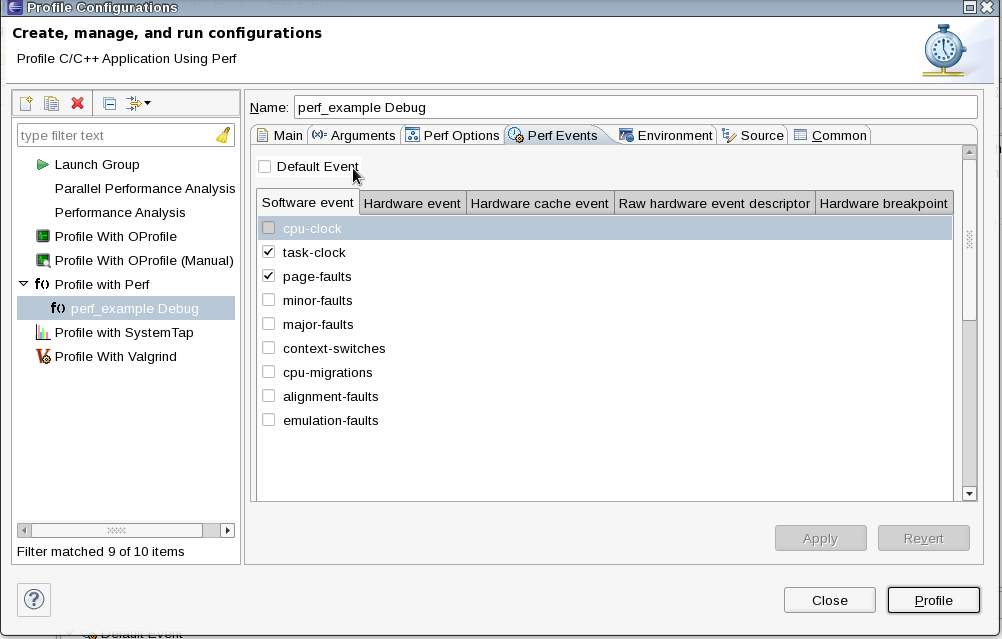 Profile Configurations
Create, manage, and run configurations
Profile C/C++ Application Using Perf
type filter text
Launch Group
Parallel Performance Analysis
Performance Analysis
Profile With OProfile
Profile With OProfile (Manual)
f() Profile with Perf
f() perf_example Debug
Profile with SystemTap
Profile With Valgrind
Filter matched 9 of 10 items
Name: perf_example Debug
Main (x)= Arguments Perf Options Perf Events Environment Source Common
Default Event
Software event Hardware event Hardware cache event Raw hardware event descriptor Hardware breakpoint
cpu-clock
task-clock
page-faults
minor-faults
major-faults
context-switches
cpu-migrations
alignment-faults
emulation-faults
Apply Revert
? Close Profile
Default Event